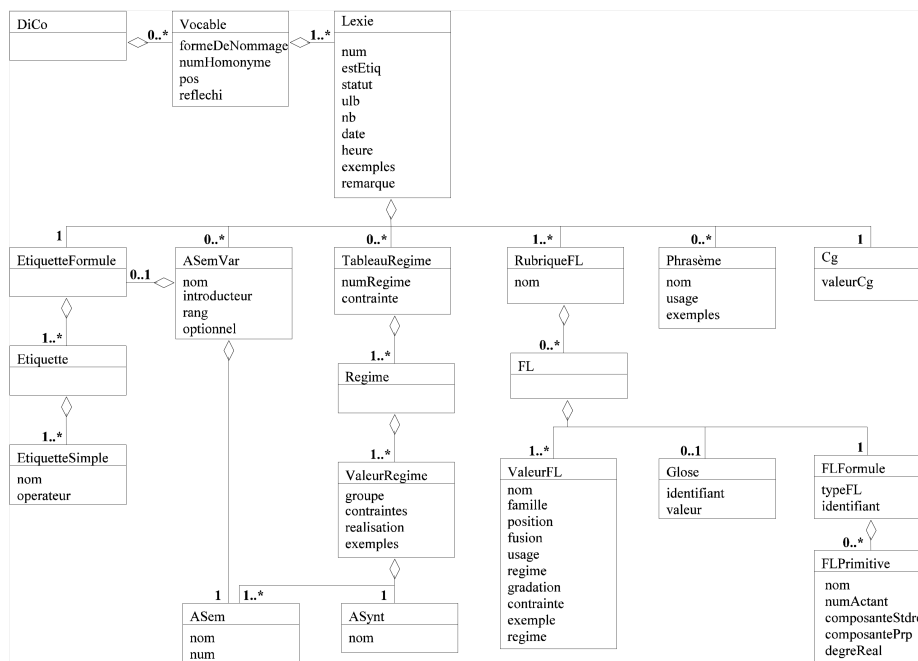 DiCo
0..*
Vocable
formeDeNommage
numHomonyme
pos
reflechi
1..*
Lexie
num
estEtiq
statut
ulb
nb
date
heure
exemples
remarque
1
0..*
0..*
1..*
0..*
1
EtiquetteFormule
0..1
ASemVar
nom
introducteur
rang
optionnel
TableauRegime
numRegime
contrainte
RubriqueFL
nom
Phrasème
nom
usage
exemples
Cg
valeurCg
1..*
Etiquette
1..*
Regime
0..*
FL
1..*
EtiquetteSimple
nom
operateur
1..*
ValeurRegime
groupe
contraintes
realisation
exemples
1..*
ValeurFL
nom
famille
position
fusion
usage
regime
gradation
contrainte
exemple
regime
0..1
Glose
identifiant
valeur
1
FLFormule
typeFL
identifiant
0..*
FLPrimitive
nom
numActant
composanteStdre
composantePrp
degreReal
1
1..*
1
ASem
nom
num
ASynt
nom